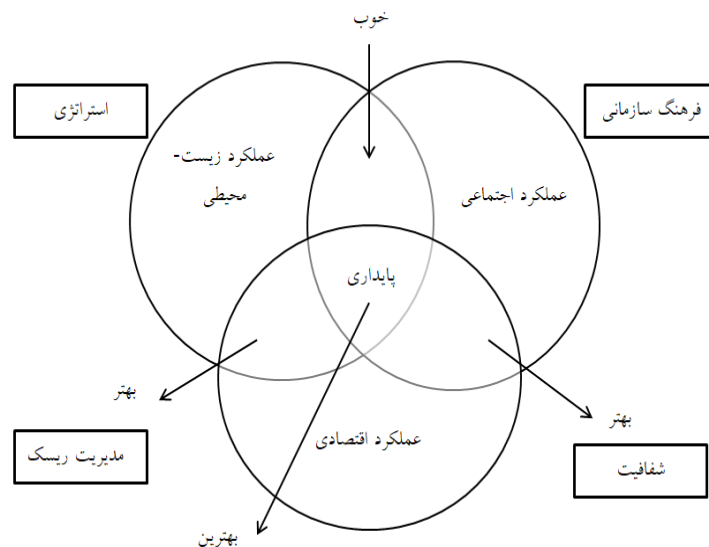 خوب
استراتژی
فرهنگ سازمانی
عملکرد زیست-
محیطی
عملکرد اجتماعی
پایداری
بهتر
بهتر
مدیریت ریسک
عملکرد اقتصادی
شفافیت
بهترین